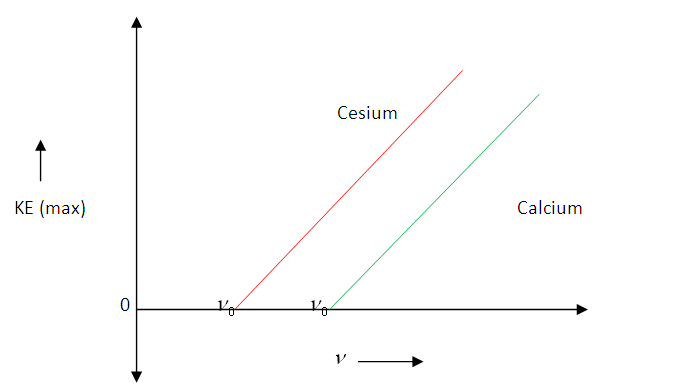 Cesium
KE (max)
Calcium
0
ν₀
ν₀
ν